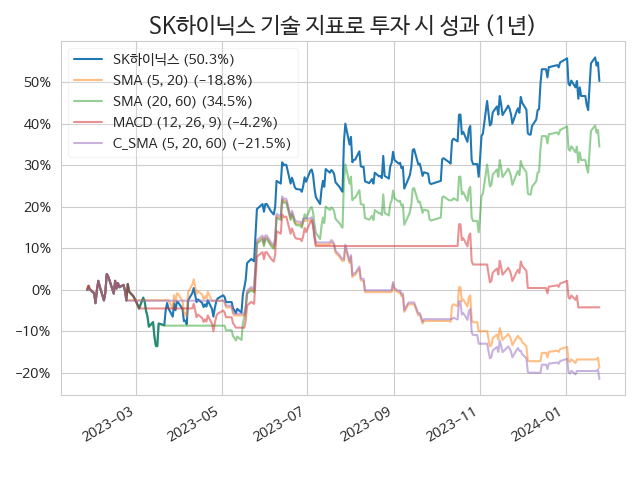 SK하이닉스 기술 지표로 투자 시 성과 (1년)
SK하이닉스 (50.3%)
SMA (5, 20) (−18.8%)
SMA (20, 60) (34.5%)
MACD (12, 26, 9) (−4.2%)
C_SMA (5, 20, 60) (−21.5%)
50%
40%
30%
20%
10%
0%
−10%
−20%
2023−03
2023−05
2023−07
2023−09
2023−11
2024−01